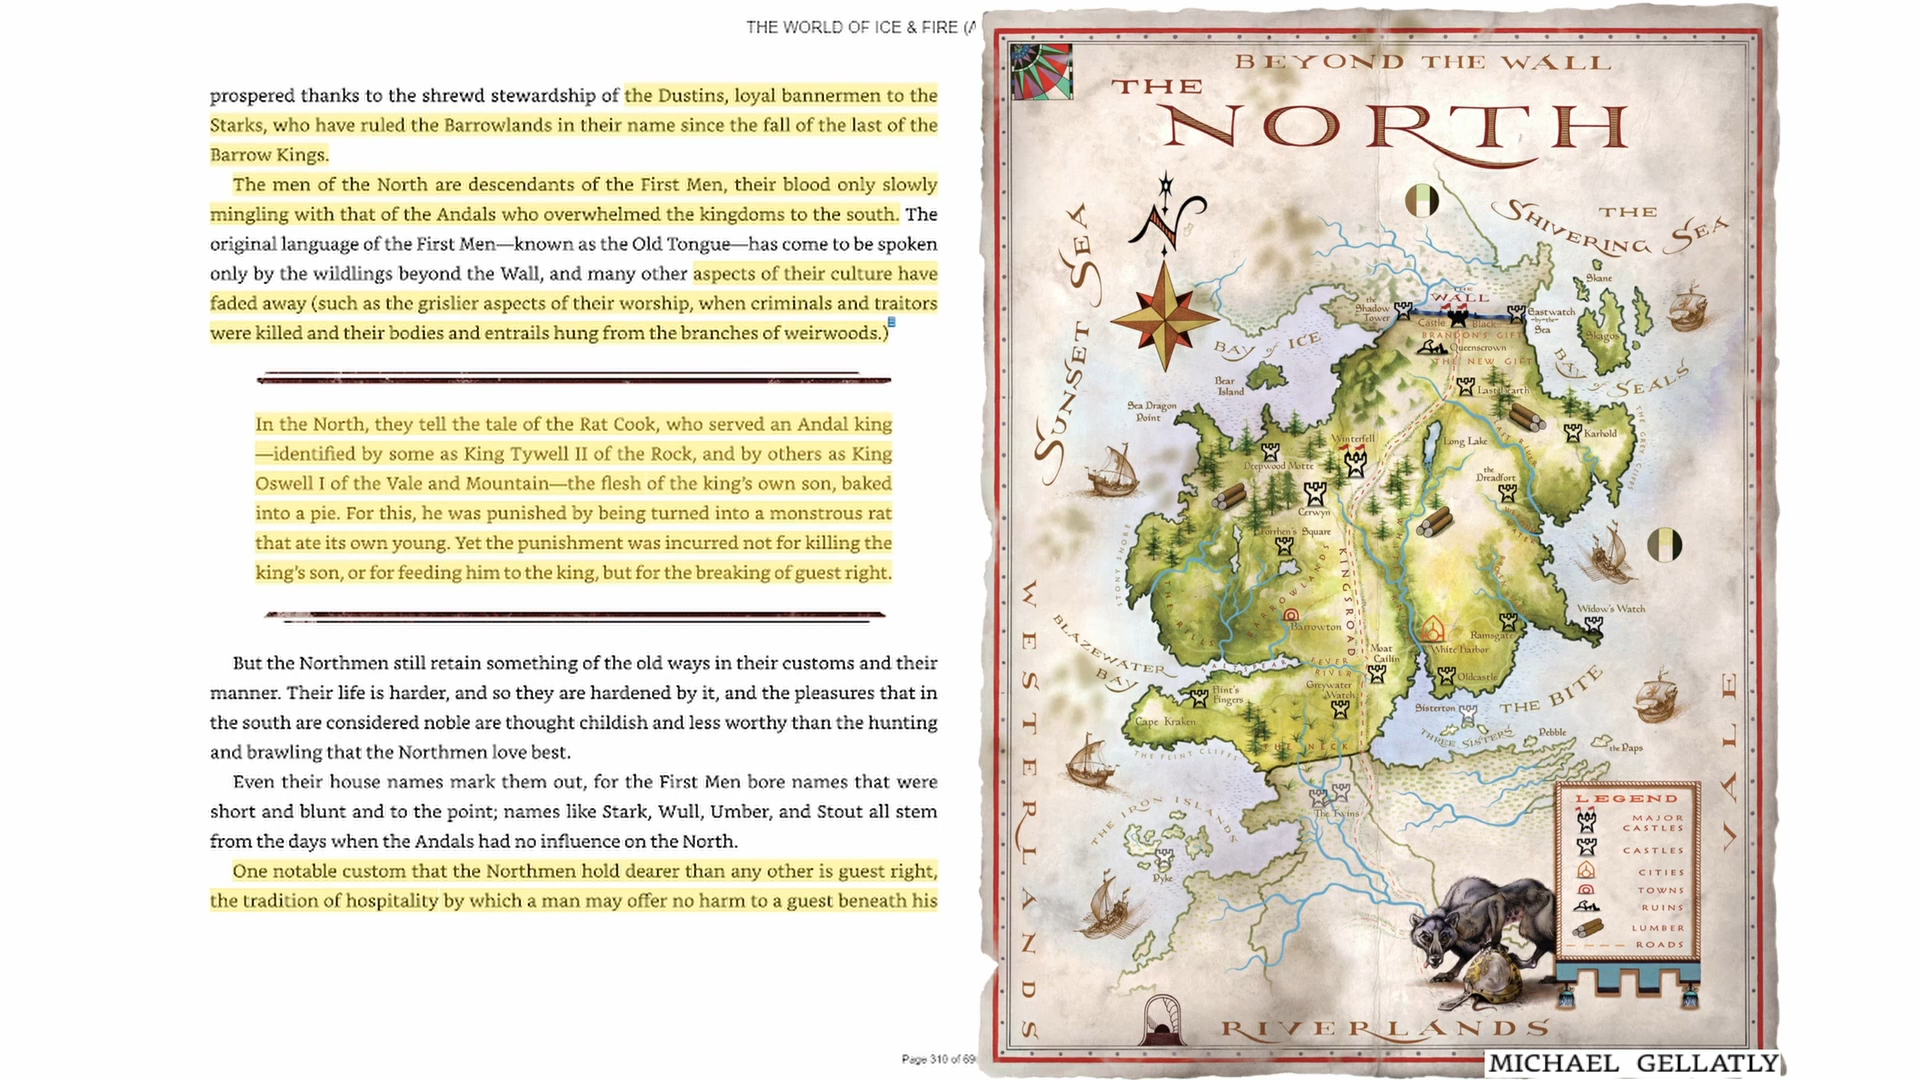 THE WORLD OF ICE & FIRE (A
prospered thanks to the shrewd stewardship of the Dustins, loyal bannermen to the
Starks, who have ruled the Barrowlands in their name since the fall of the last of the
Barrow Kings.
The men of the North are descendants of the First Men, their blood only slowly
mingling with that of the Andals who overwhelmed the kingdoms to the south. The
original language of the First Men—known as the Old Tongue—has come to be spoken
only by the wildlings beyond the Wall, and many other aspects of their culture have
faded away (such as the grislier aspects of their worship, when criminals and traitors
were killed and their bodies and entrails hung from the branches of weirwoods.)
In the North, they tell the tale of the Rat Cook, who served an Andal king
—identified by some as King Tywell II of the Rock, and by others as King
Oswell I of the Vale and Mountain—the flesh of the king's own son, baked
into a pie. For this, he was punished by being turned into a monstrous rat
that ate its own young. Yet the punishment was incurred not for killing the
king's son, or for feeding him to the king, but for the breaking of guest right.
But the Northmen still retain something of the old ways in their customs and their
manner. Their life is harder, and so they are hardened by it, and the pleasures that in
the south are considered noble are thought childish and less worthy than the hunting
and brawling that the Northmen love best.
Even their house names mark them out, for the First Men bore names that were
short and blunt and to the point; names like Stark, Wull, Umber, and Stout all stem
from the days when the Andals had no influence on the North.
One notable custom that the Northmen hold dearer than any other is guest right,
the tradition of hospitality by which a man may offer no harm to a guest beneath his
Page 310 of 69
BEYOND THE WALL
THE
NORTH
N
SUNSET SEA
THE
SHIVERING SEA
Skane
Skagos
the
Shadow
Tower
THE
WALL
Castle Black
Eastwatch
by-the-
Sea
BRANDON'S GIFT
Queenscrown
THE NEW GIFT
BAY of ICE
BAY of SEALS
Bear
Island
Last Hearth
Sea Dragon
Point
Karhold
THE GREY CLIFFS
Winterfell
Long Lake
LAST RIVER
Deepwood Motte
the
Dreadfort
Cerwyn
Torrhen's Square
STONY SHORE
BARROWLANDS
KINGSROAD
THE RILLS
Barrowton
Widow's Watch
Ramsgate
White Harbor
BLAZEWATER
BAY
SALTSPEAR
FEVER
RIVER
Moat
Cailin
Oldcastle
Greywater
Watch
Flint's
Fingers
Cape Kraken
THE BITE
Sisterton
THREE SISTERS
Pebble
the Paps
THE NECK
THE FLINT CLIFFS
THE IRON ISLANDS
The Twins
Pyke
WESTERLANDS
VALE
LEGEND
MAJOR
CASTLES
CASTLES
CITIES
TOWNS
RUINS
LUMBER
ROADS
RIVERLANDS
MICHAEL GELLATLY